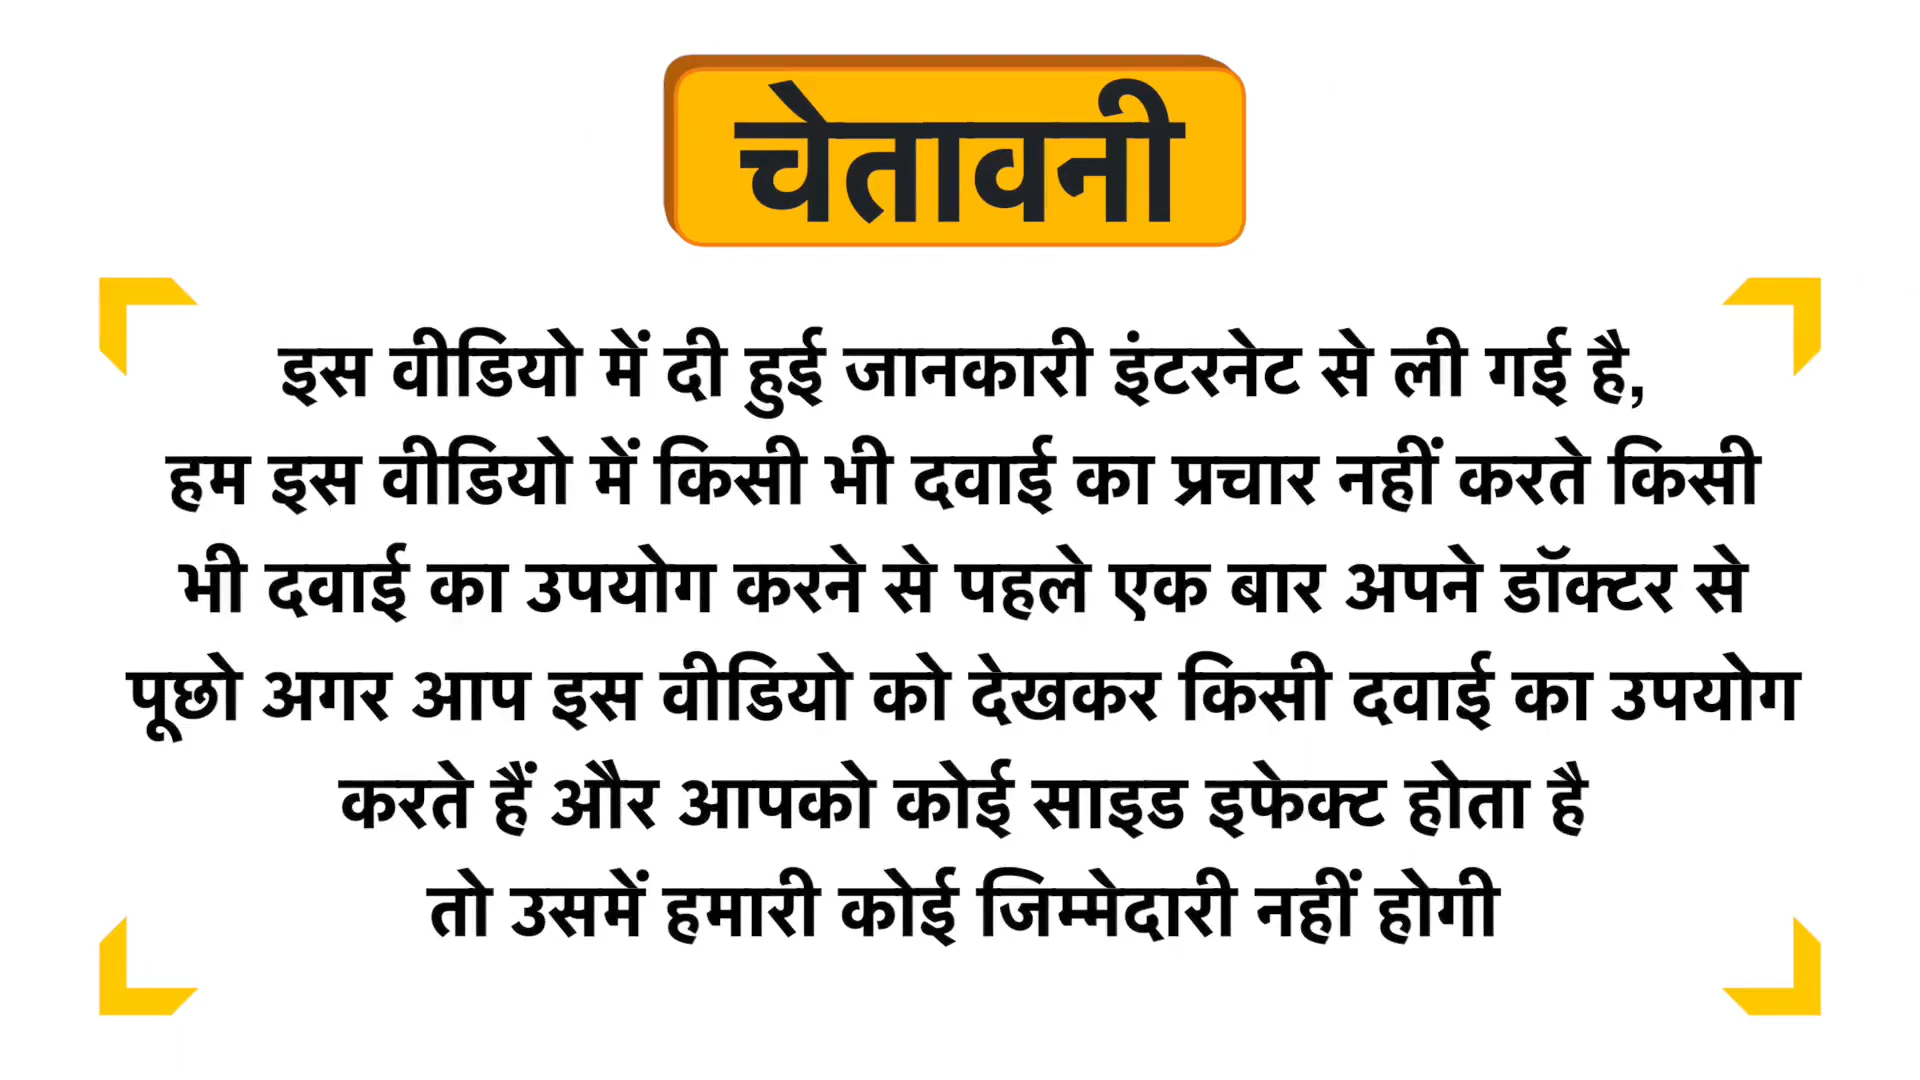 चेतावनी
इस वीडियो में दी हुई जानकारी इंटरनेट से ली गई है,
हम इस वीडियो में किसी भी दवाई का प्रचार नहीं करते किसी
भी दवाई का उपयोग करने से पहले एक बार अपने डॉक्टर से
पूछो अगर आप इस वीडियो को देखकर किसी दवाई का उपयोग
करते हैं और आपको कोई साइड इफेक्ट होता है
तो उसमें हमारी कोई जिम्मेदारी नहीं होगी